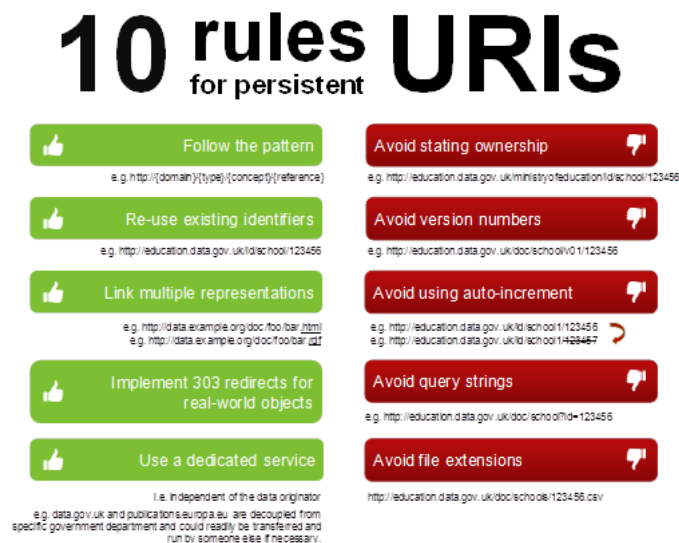 10 rules for persistent URIs
Follow the pattern
e.g. http://{domain}/{type}/{concept}/{reference}
Re-use existing identifiers
e.g. http://education.data.gov.uk/id/school/123456
Link multiple representations
e.g. http://data.example.org/doc/foo/bar.html
e.g. http://data.example.org/doc/foo/bar.rdf
Implement 303 redirects for
real-world objects
Use a dedicated service
i.e. independent of the data originator
e.g. data.gov.uk and publications.europa.eu are decoupled from
specific government department and could readily be transferred and
run by someone else if necessary.
Avoid stating ownership
e.g. http://education.data.gov.uk/ministryofeducation/id/school/123456
Avoid version numbers
e.g. http://education.data.gov.uk/doc/school/v01/123456
Avoid using auto-increment
e.g. http://education.data.gov.uk/id/school1/123456
e.g. http://education.data.gov.uk/id/school1/123457
Avoid query strings
e.g. http://education.data.gov.uk/doc/school?id=123456
Avoid file extensions
http://education.data.gov.uk/doc/schools/123456.csv